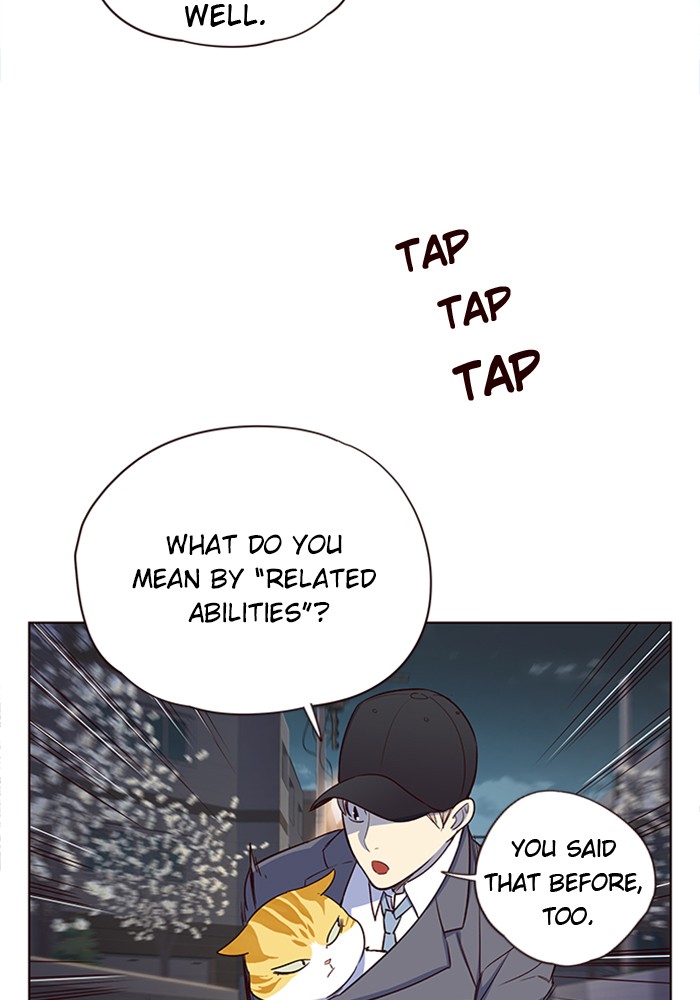 WELL.
TAP
TAP
TAP
WHAT DO YOU
MEAN BY "RELATED
ABILITIES"?
YOU SAID
THAT BEFORE,
TOO.